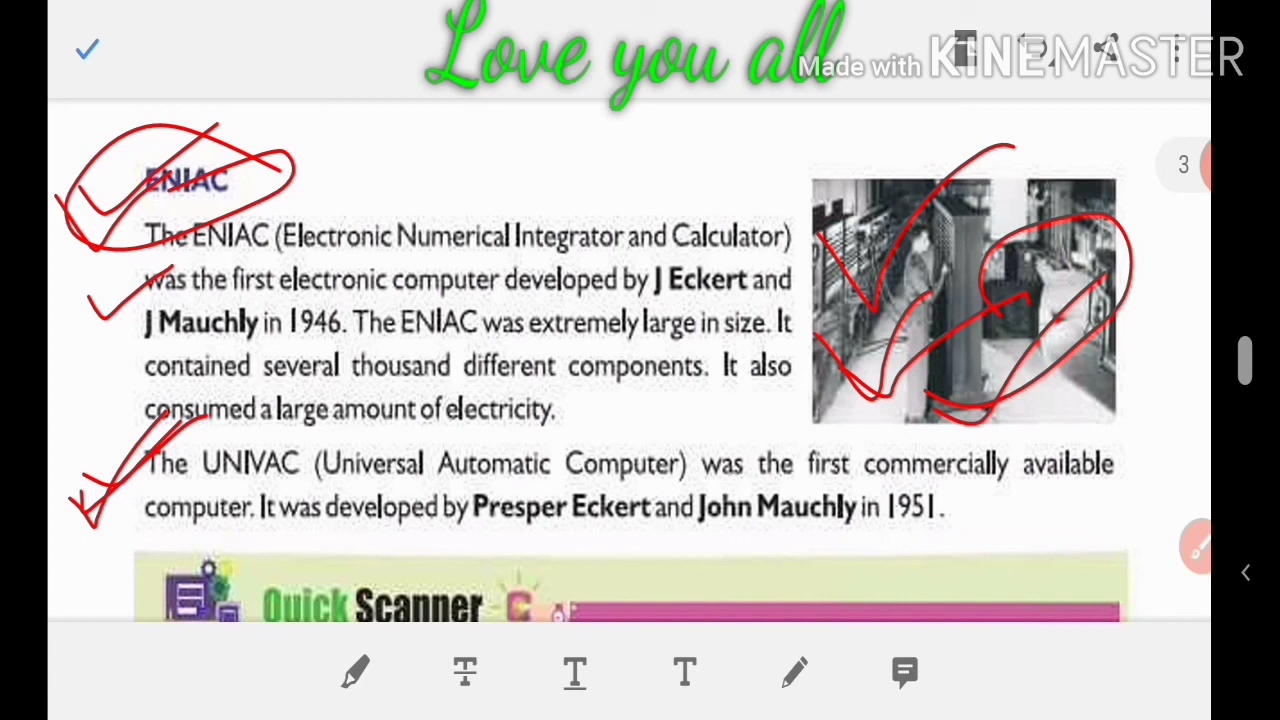 Love you all
Made with KINEMASTER
3
ENIAC
The ENIAC (Electronic Numerical Integrator and Calculator)
was the first electronic computer developed by J Eckert and
J Mauchly in 1946. The ENIAC was extremely large in size. It
contained several thousand different components. It also
consumed a large amount of electricity.
The UNIVAC (Universal Automatic Computer) was the first commercially available
computer. It was developed by Presper Eckert and John Mauchly in 1951.
Quick Scanner